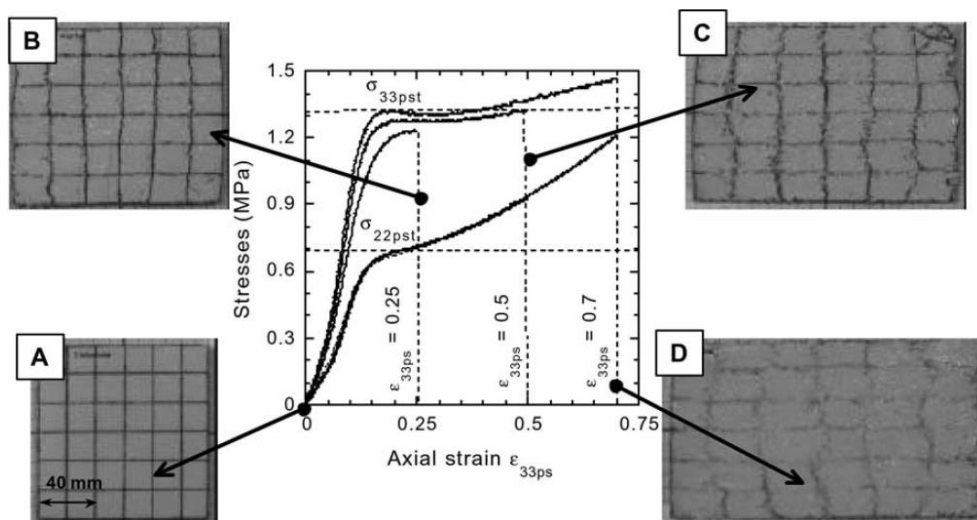 B
C
1.5
1.2
0.9
0.6
0.3
0
Stresses (MPa)
σ33pst
σ22pst
ε33ps = 0.25
ε33ps = 0.5
ε33ps = 0.7
A
D
40 mm
0
0.25
0.50
0.75
Axial strain ε33ps